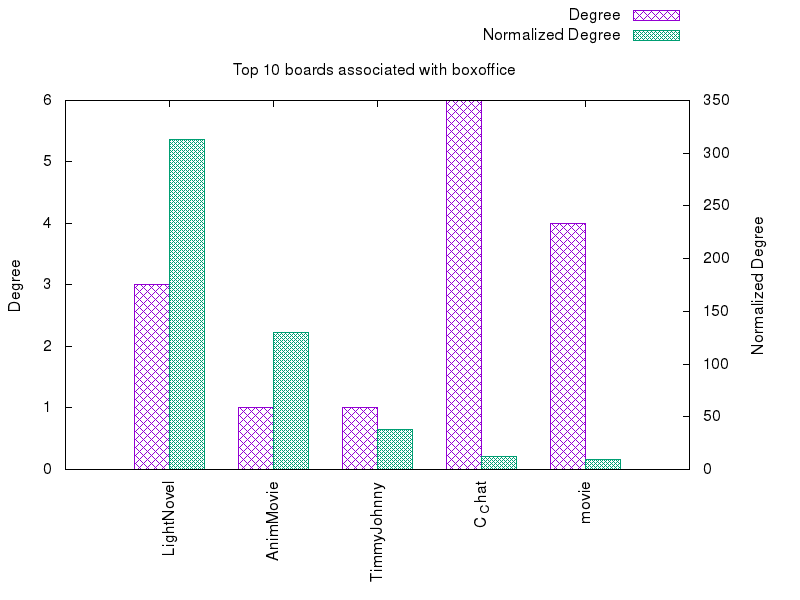 Degree
Normalized Degree
Top 10 boards associated with boxoffice
6
5
4
3
2
1
0
Degree
350
300
250
200
150
100
50
0
Normalized Degree
LightNovel
AnimMovie
TimmyJohnny
C_Chat
movie